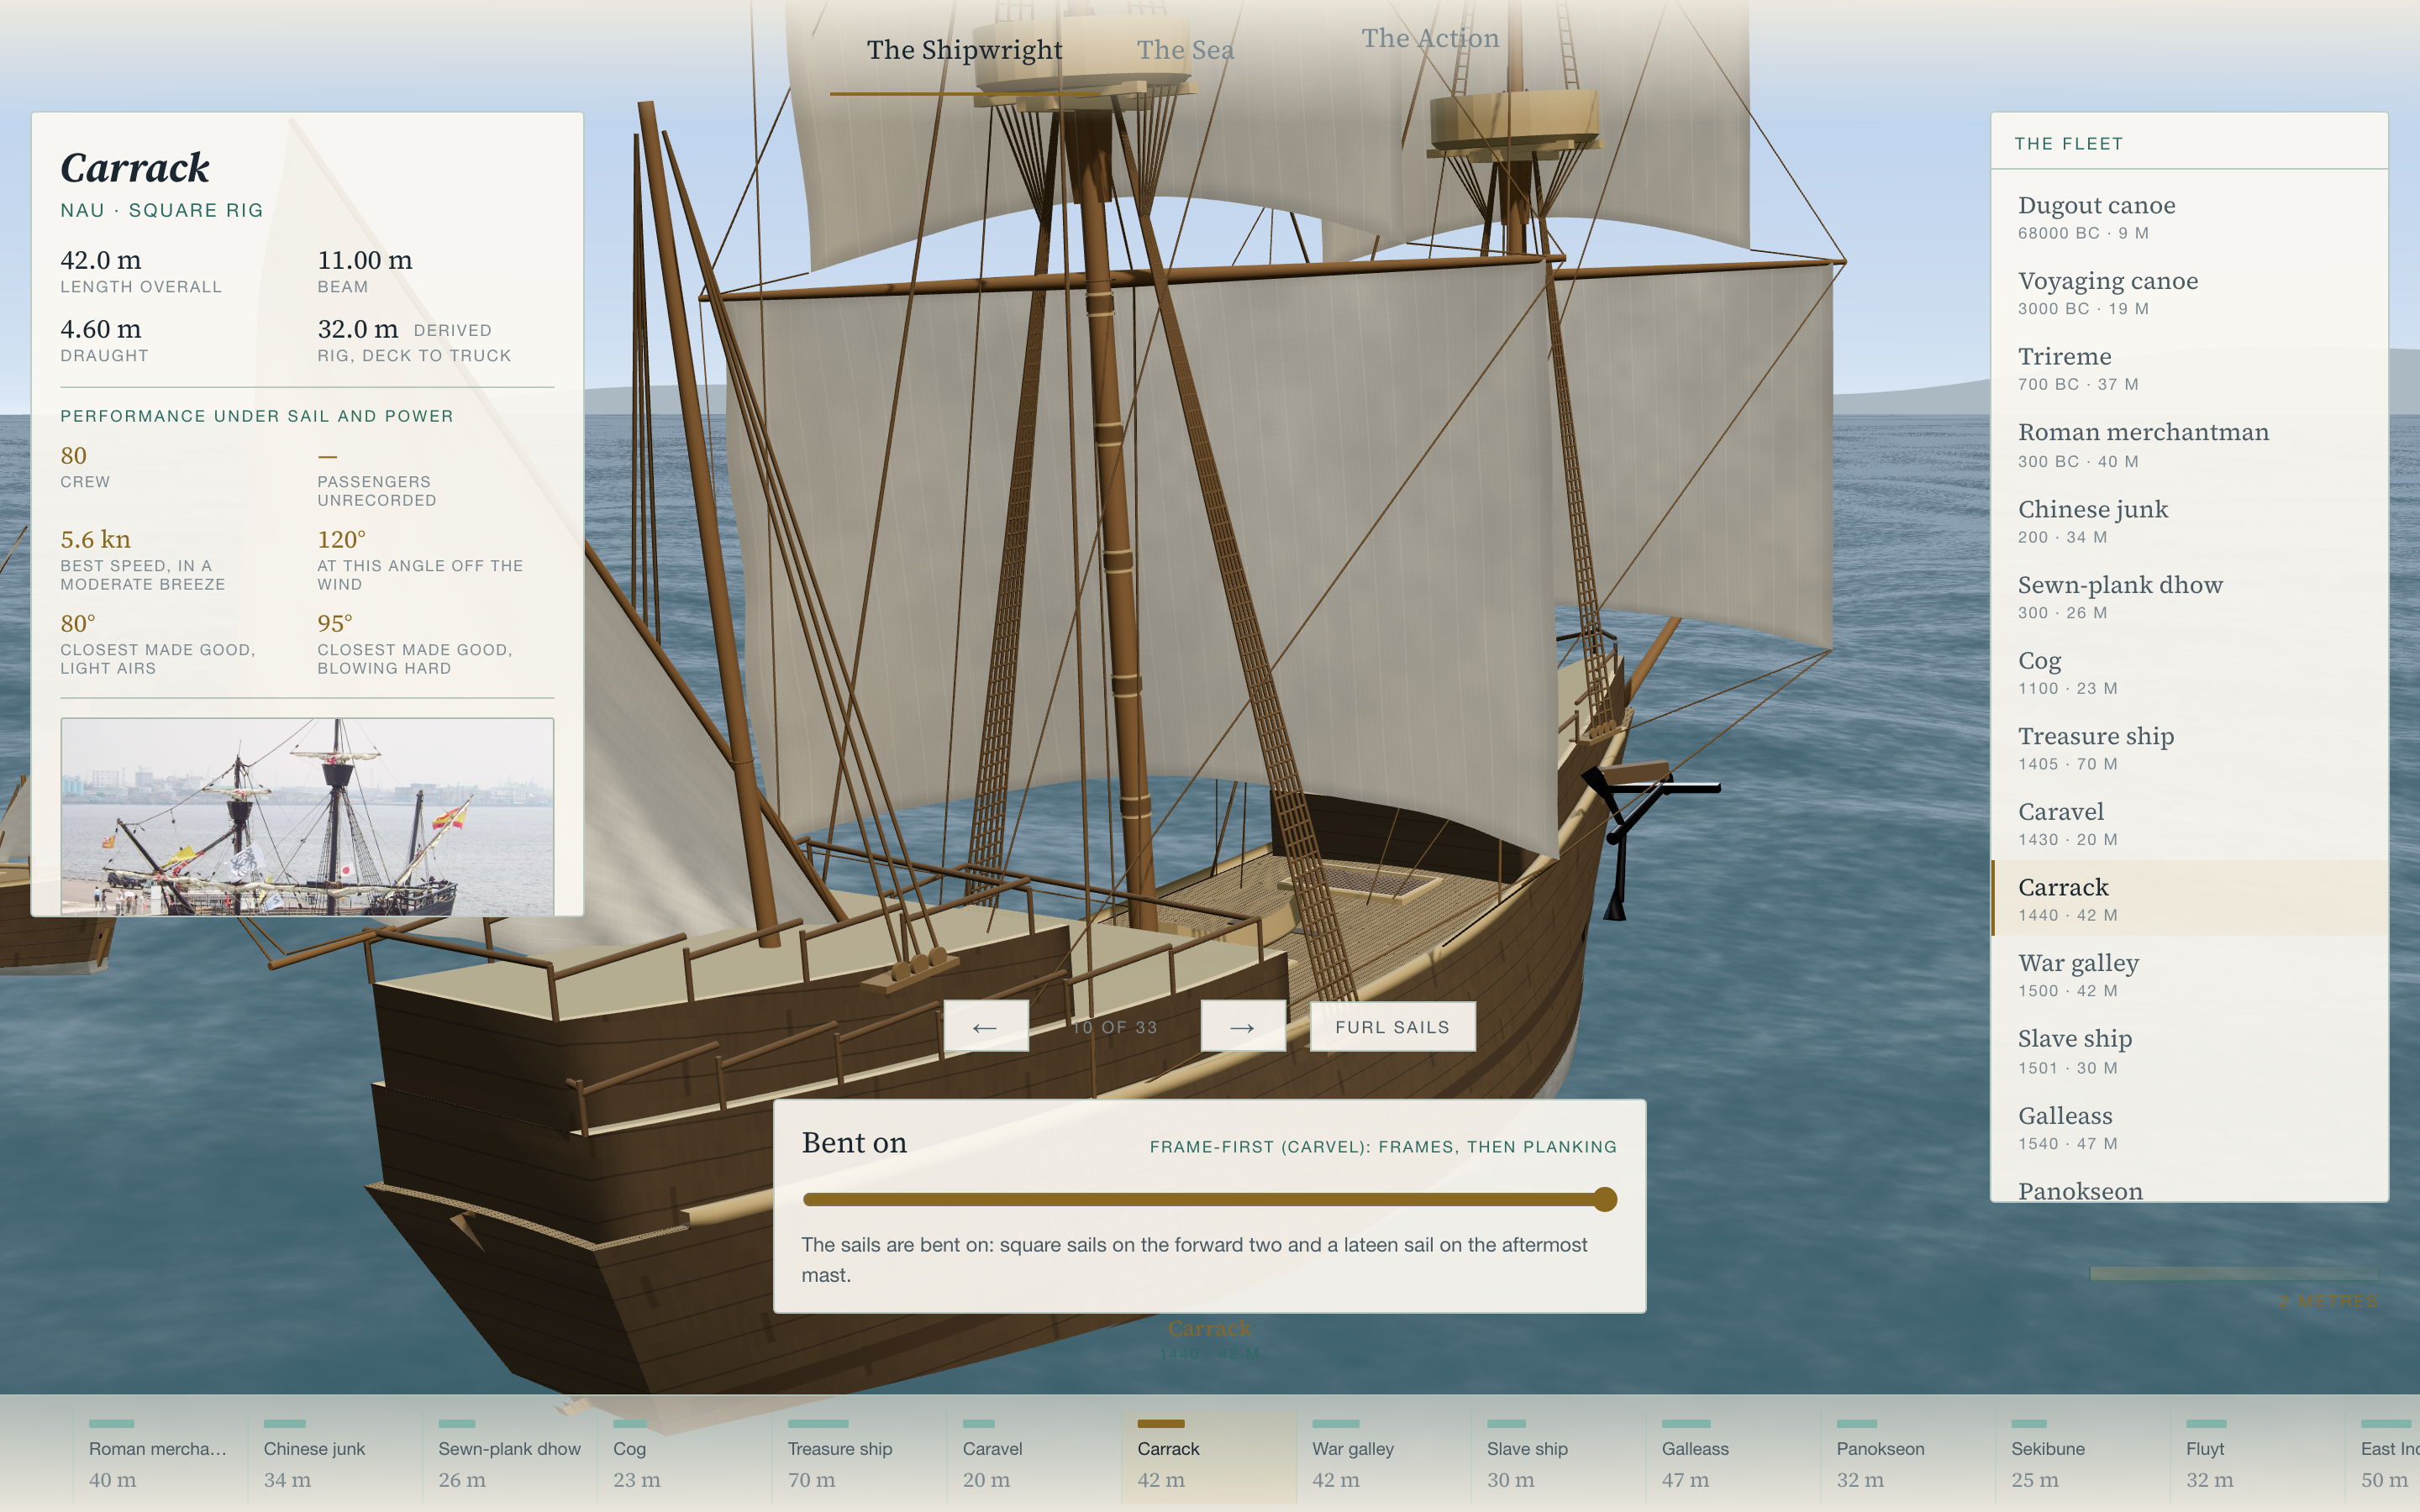 The Shipwright
The Sea
The Action
Carrack
NAU · SQUARE RIG
42.0 m
LENGTH OVERALL
11.00 m
BEAM
4.60 m
DRAUGHT
32.0 m DERIVED
RIG, DECK TO TRUCK
PERFORMANCE UNDER SAIL AND POWER
80
CREW
—
PASSENGERS
UNRECORDED
5.6 kn
BEST SPEED, IN A
MODERATE BREEZE
120°
AT THIS ANGLE OFF THE
WIND
80°
CLOSEST MADE GOOD,
LIGHT AIRS
95°
CLOSEST MADE GOOD,
BLOWING HARD
THE FLEET
Dugout canoe
68000 BC · 9 M
Voyaging canoe
3000 BC · 19 M
Trireme
700 BC · 37 M
Roman merchantman
300 BC · 40 M
Chinese junk
200 · 34 M
Sewn-plank dhow
300 · 26 M
Cog
1100 · 23 M
Treasure ship
1405 · 70 M
Caravel
1430 · 20 M
Carrack
1440 · 42 M
War galley
1500 · 42 M
Slave ship
1501 · 30 M
Galleass
1540 · 47 M
Panokseon
←
10 OF 33
→
FURL SAILS
Bent on
FRAME-FIRST (CARVEL): FRAMES, THEN PLANKING
The sails are bent on: square sails on the forward two and a lateen sail on the aftermost
mast.
2 METRES
Carrack
1440 · 42 M
Roman mercha…
40 m
Chinese junk
34 m
Sewn-plank dhow
26 m
Cog
23 m
Treasure ship
70 m
Caravel
20 m
Carrack
42 m
War galley
42 m
Slave ship
30 m
Galleass
47 m
Panokseon
32 m
Sekibune
25 m
Fluyt
32 m
East Ind
50 m